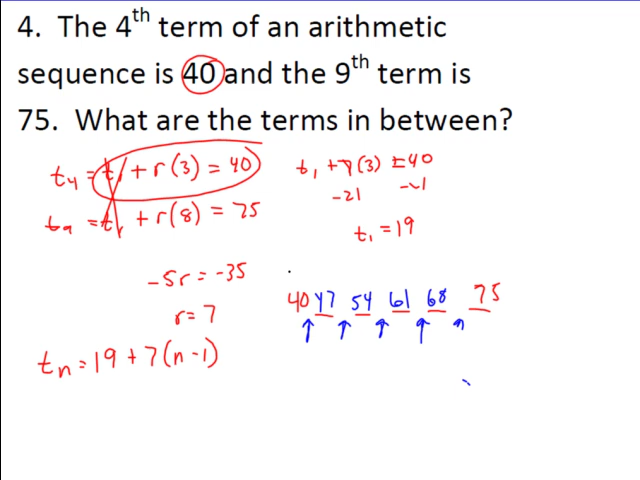 4. The 4th term of an arithmetic
sequence is 40 and the 9th term is
75. What are the terms in between?
t4 = t1 + r(3) = 40
t9 = t1 + r(8) = 75
-5r = -35
r = 7
tn = 19 + 7(n - 1)
t1 + 7(3) = 40
-21 -21
t1 = 19
40 47 54 61 68 75